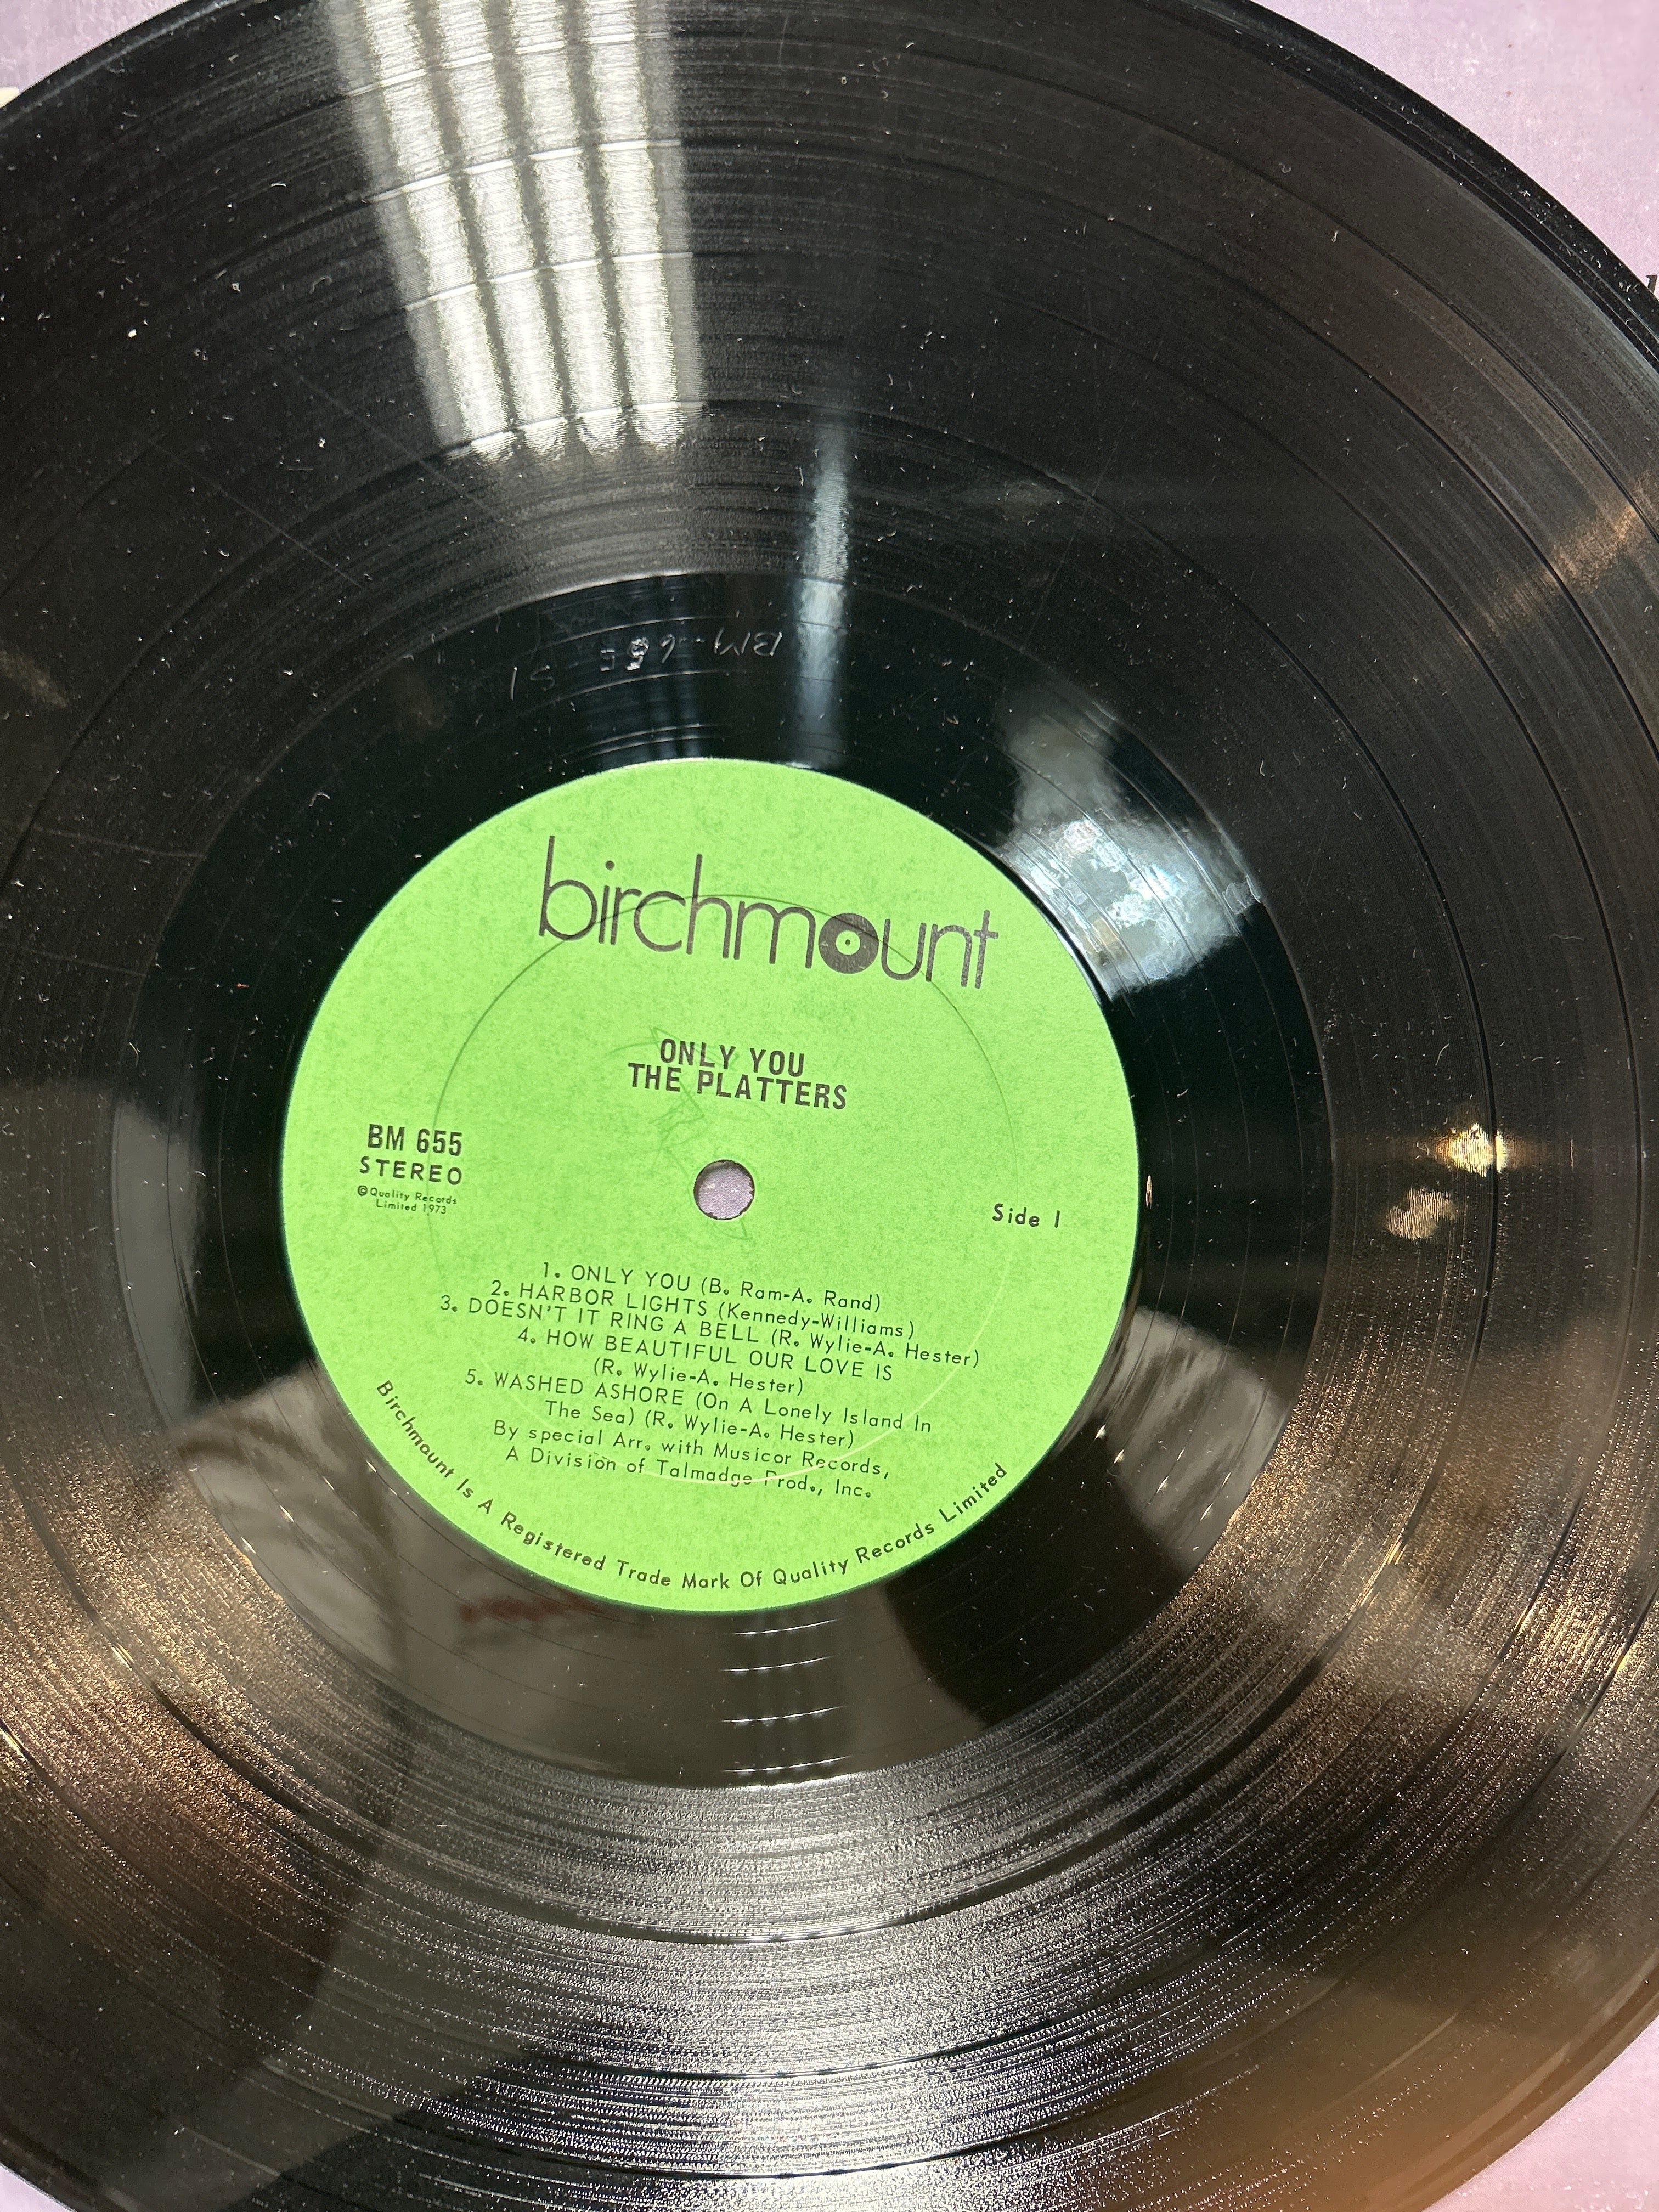 BM-655 S1
birchmount
ONLY YOU
THE PLATTERS
BM 655
STEREO
©Quality Records
Limited 1973
Side 1
1. ONLY YOU (B. Ram-A. Rand)
2. HARBOR LIGHTS (Kennedy-Williams)
3. DOESN'T IT RING A BELL (R. Wylie-A. Hester)
4. HOW BEAUTIFUL OUR LOVE IS
(R. Wylie-A. Hester)
5. WASHED ASHORE (On A Lonely Island In
The Sea) (R. Wylie-A. Hester)
By special Arr. with Musicor Records,
A Division of Talmadge Prod., Inc.
Birchmount Is A Registered Trade Mark Of Quality Records Limited